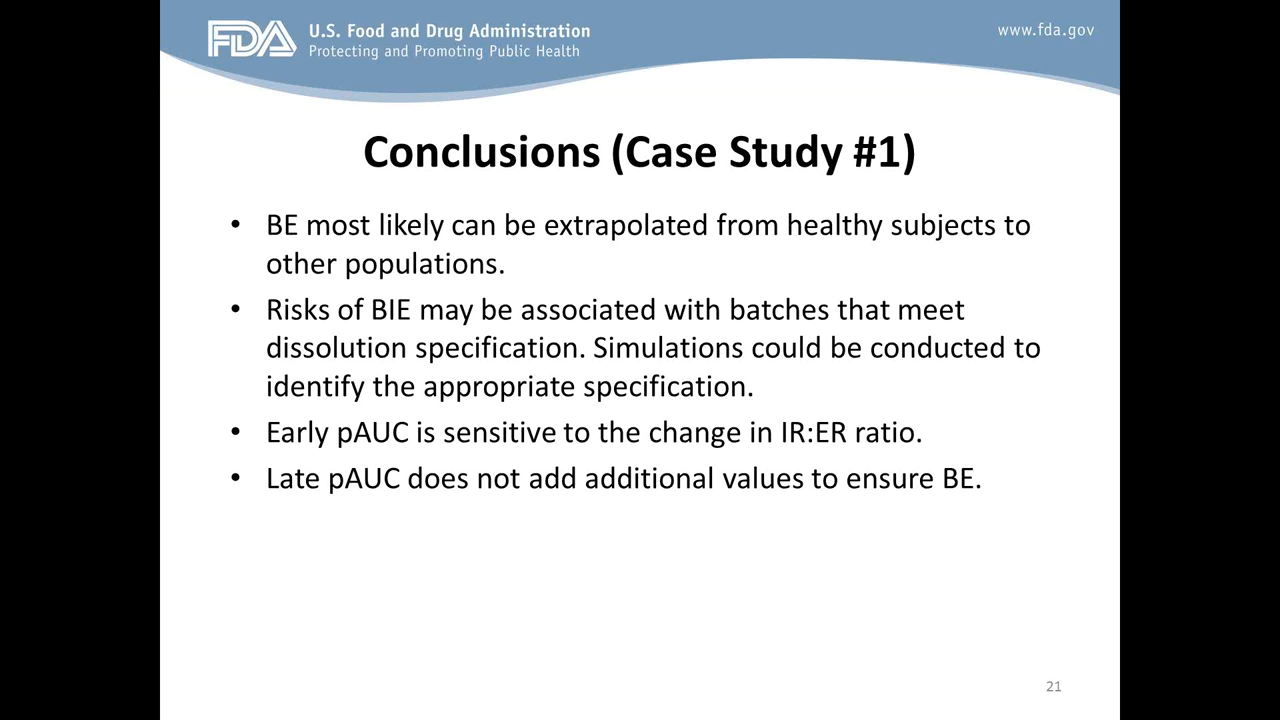 FDA
U.S. Food and Drug Administration
Protecting and Promoting Public Health
www.fda.gov
Conclusions (Case Study #1)
• BE most likely can be extrapolated from healthy subjects to
other populations.
• Risks of BIE may be associated with batches that meet
dissolution specification. Simulations could be conducted to
identify the appropriate specification.
• Early pAUC is sensitive to the change in IR:ER ratio.
• Late pAUC does not add additional values to ensure BE.
21